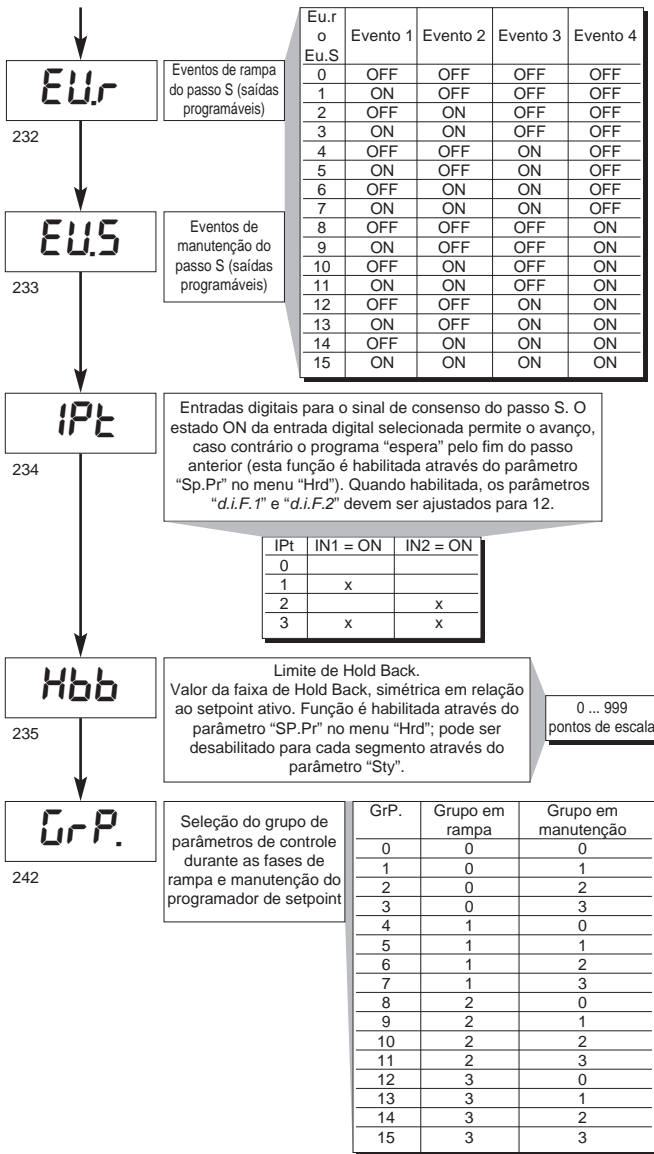 EU.r
232
Eventos de rampa
do passo S (saídas
programáveis)
Eu.r
o
Eu.S
Evento 1 Evento 2 Evento 3 Evento 4
0 OFF OFF OFF OFF
1 ON OFF OFF OFF
2 OFF ON OFF OFF
3 ON ON OFF OFF
4 OFF OFF ON OFF
5 ON OFF ON OFF
6 OFF ON ON OFF
7 ON ON ON OFF
8 OFF OFF OFF ON
9 ON OFF OFF ON
10 OFF ON OFF ON
11 ON ON OFF ON
12 OFF OFF ON ON
13 ON OFF ON ON
14 OFF ON ON ON
15 ON ON ON ON
EU.S
233
Eventos de
manutenção do
passo S (saídas
programáveis)
IPt
234
Entradas digitais para o sinal de consenso do passo S. O
estado ON da entrada digital selecionada permite o avanço,
caso contrário o programa “espera” pelo fim do passo
anterior (esta função é habilitada através do parâmetro
“Sp.Pr” no menu “Hrd”). Quando habilitada, os parâmetros
“d.i.F.1” e “d.i.F.2” devem ser ajustados para 12.
IPt IN1 = ON IN2 = ON
0
1 x
2 x
3 x x
Hbb
235
Limite de Hold Back.
Valor da faixa de Hold Back, simétrica em relação
ao setpoint ativo. Função é habilitada através do
parâmetro “SP.Pr” no menu “Hrd”; pode ser
desabilitado para cada segmento através do
parâmetro “Sty”.
0 ... 999
pontos de escala
GrP.
242
Seleção do grupo de
parâmetros de controle
durante as fases de
rampa e manutenção do
programador de setpoint
GrP. Grupo em Grupo em
rampa manutenção
0 0 0
1 0 1
2 0 2
3 0 3
4 1 0
5 1 1
6 1 2
7 1 3
8 2 0
9 2 1
10 2 2
11 2 3
12 3 0
13 3 1
14 3 2
15 3 3